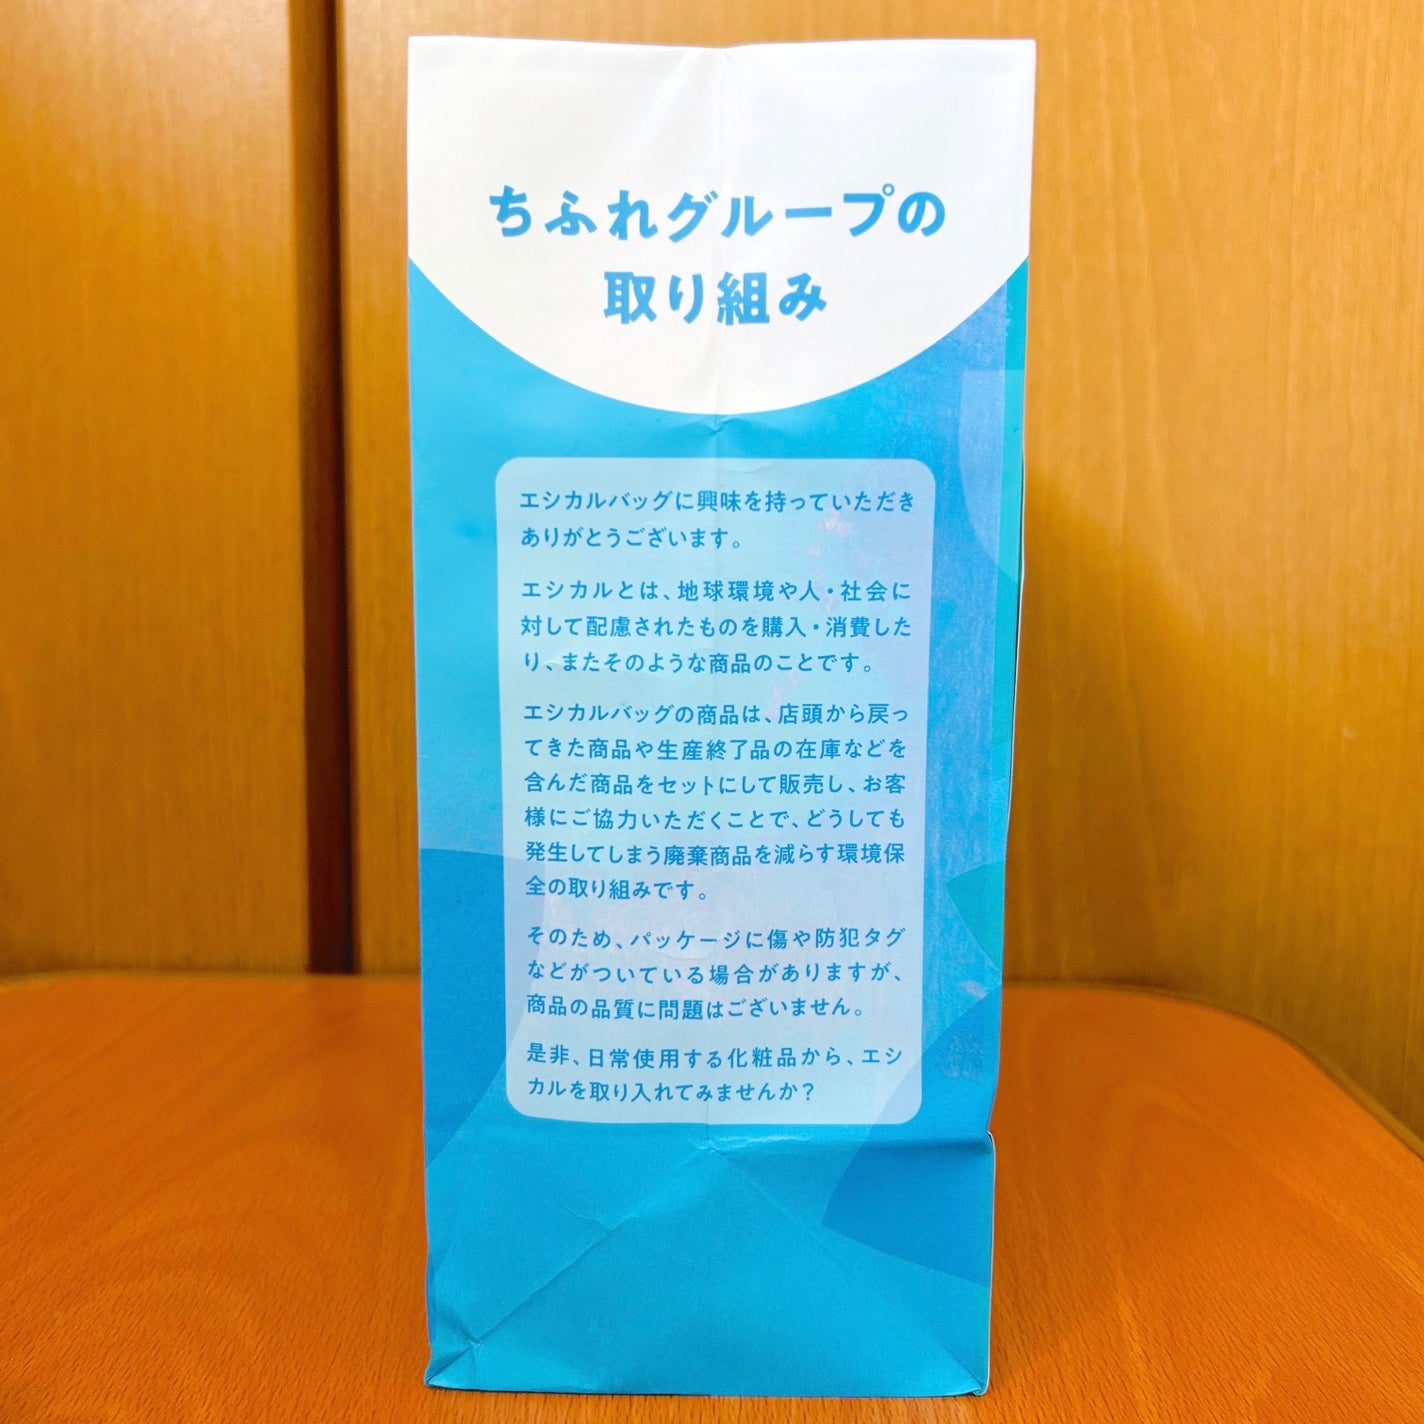 ちふれグループの
取り組み
エシカルバッグに興味を持っていただき
ありがとうございます。
エシカルとは、地球環境や人・社会に
対して配慮されたものを購入・消費した
り、またそのような商品のことです。
エシカルバッグの商品は、店頭から戻っ
てきた商品や生産終了品の在庫などを
含んだ商品をセットにして販売し、お客
様にご協力いただくことで、どうしても
発生してしまう廃棄商品を減らす環境保
全の取り組みです。
そのため、パッケージに傷や防犯タグ
などがついている場合がありますが、
商品の品質に問題はございません。
是非、日常使用する化粧品から、エシ
カルを取り入れてみませんか？